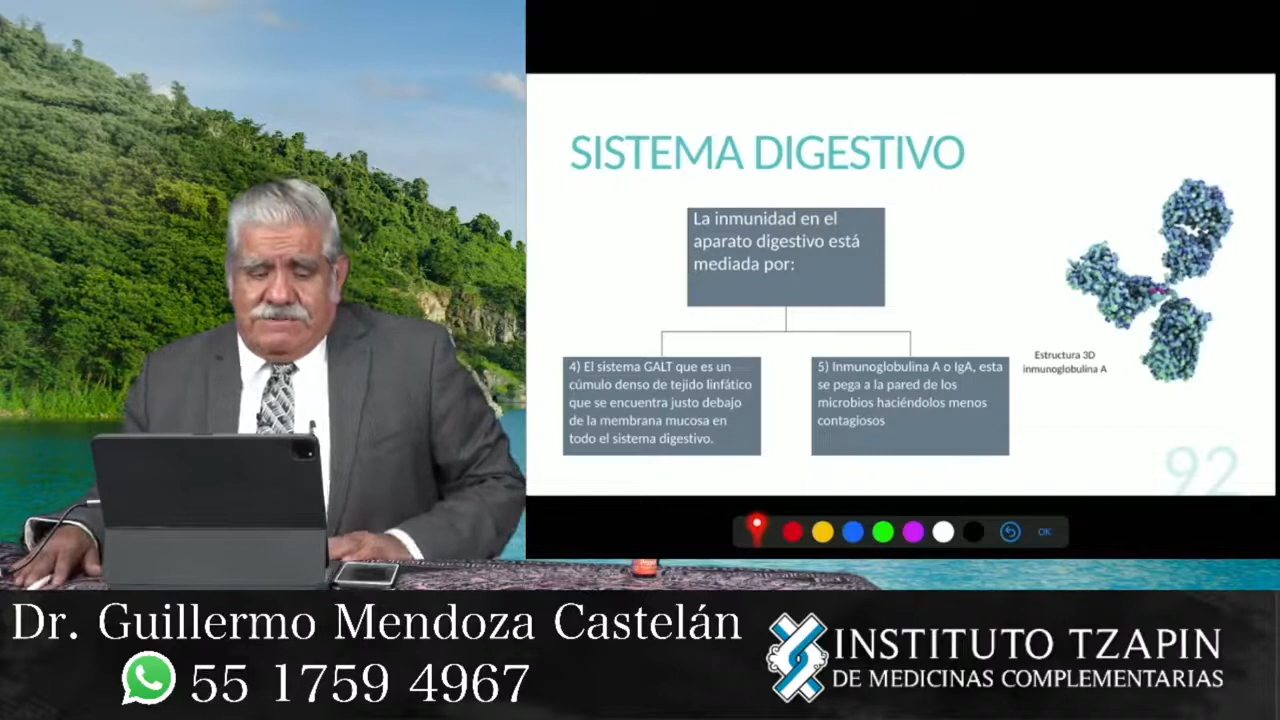 SISTEMA DIGESTIVO
La inmunidad en el
aparato digestivo está
mediada por:
4) El sistema GALT que es un
cúmulo denso de tejido linfático
que se encuentra justo debajo
de la membrana mucosa en
todo el sistema digestivo.
5) Inmunoglobulina A o IgA, esta
se pega a la pared de los
microbios haciéndolos menos
contagiosos
Estructura 3D
inmunoglobulina A
92
OK
Dr. Guillermo Mendoza Castelán
55 1759 4967
INSTITUTO TZAPIN
DE MEDICINAS COMPLEMENTARIAS